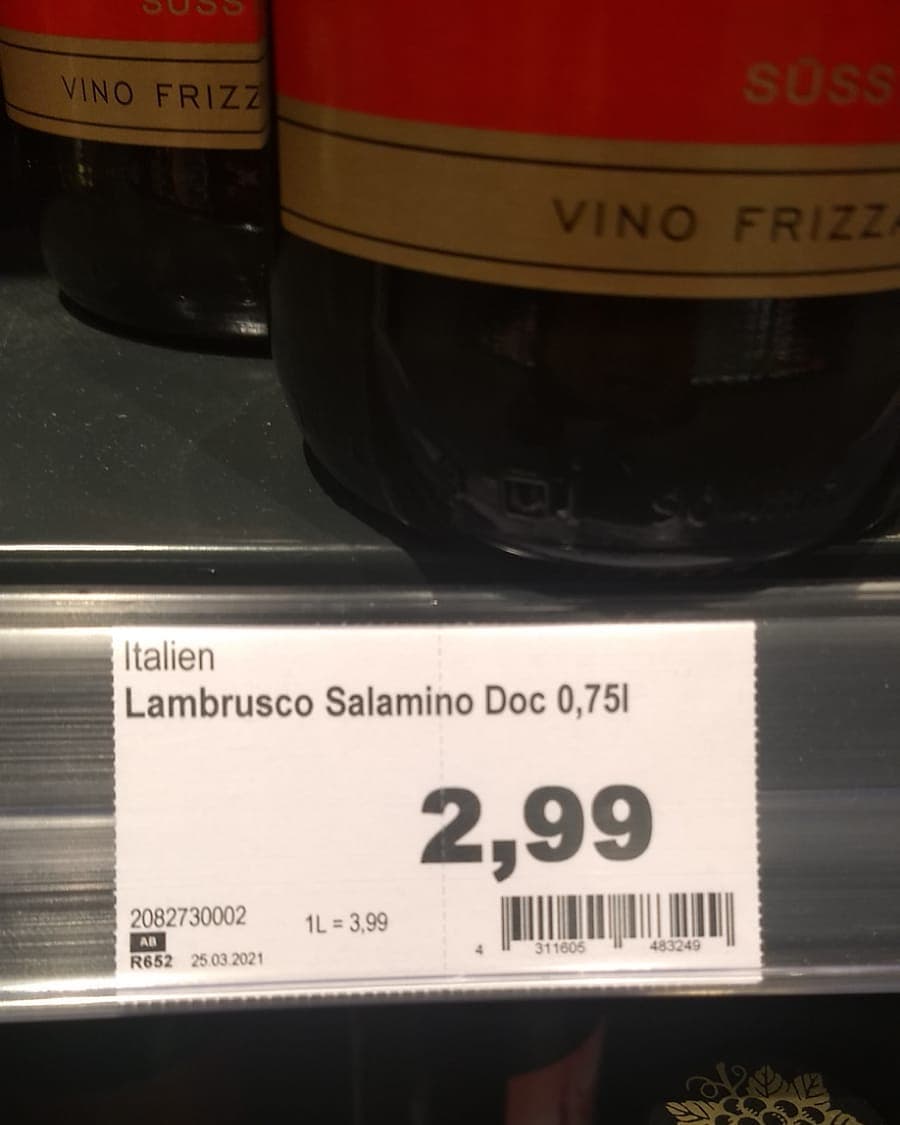 SÜSS
VINO FRIZZ
SÜSS
VINO FRIZZA
Italien
Lambrusco Salamino Doc 0,75l
2,99
2082730002
1L = 3,99
AB
R652 25.03.2021
4 311605 483249